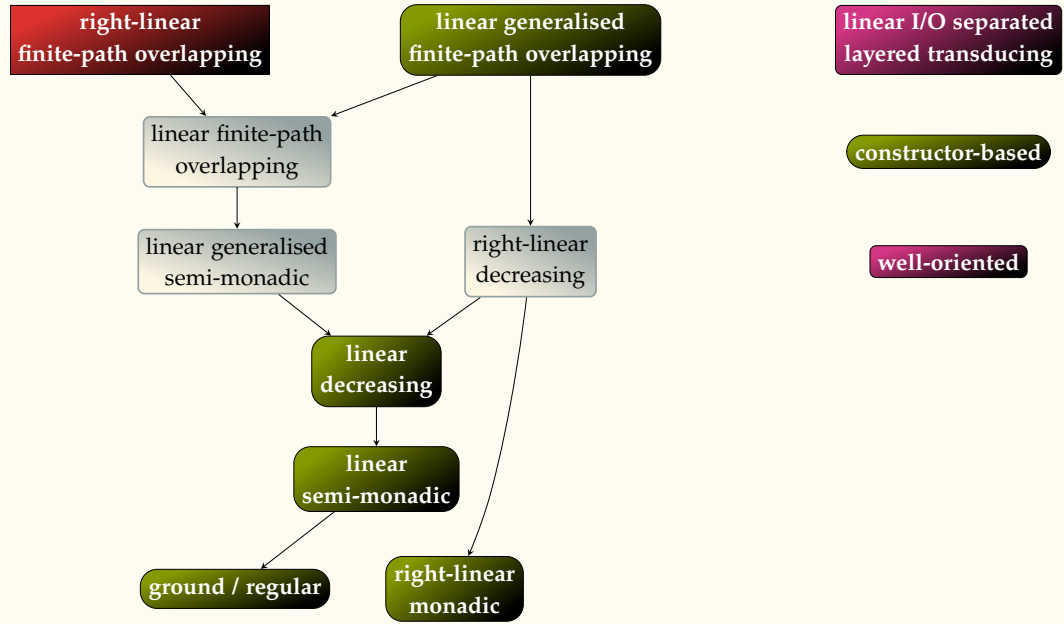 right-linear
finite-path overlapping
linear generalised
finite-path overlapping
linear I/O separated
layered transducing
linear finite-path
overlapping
constructor-based
linear generalised
semi-monadic
right-linear
decreasing
well-oriented
linear
decreasing
linear
semi-monadic
ground / regular
right-linear
monadic